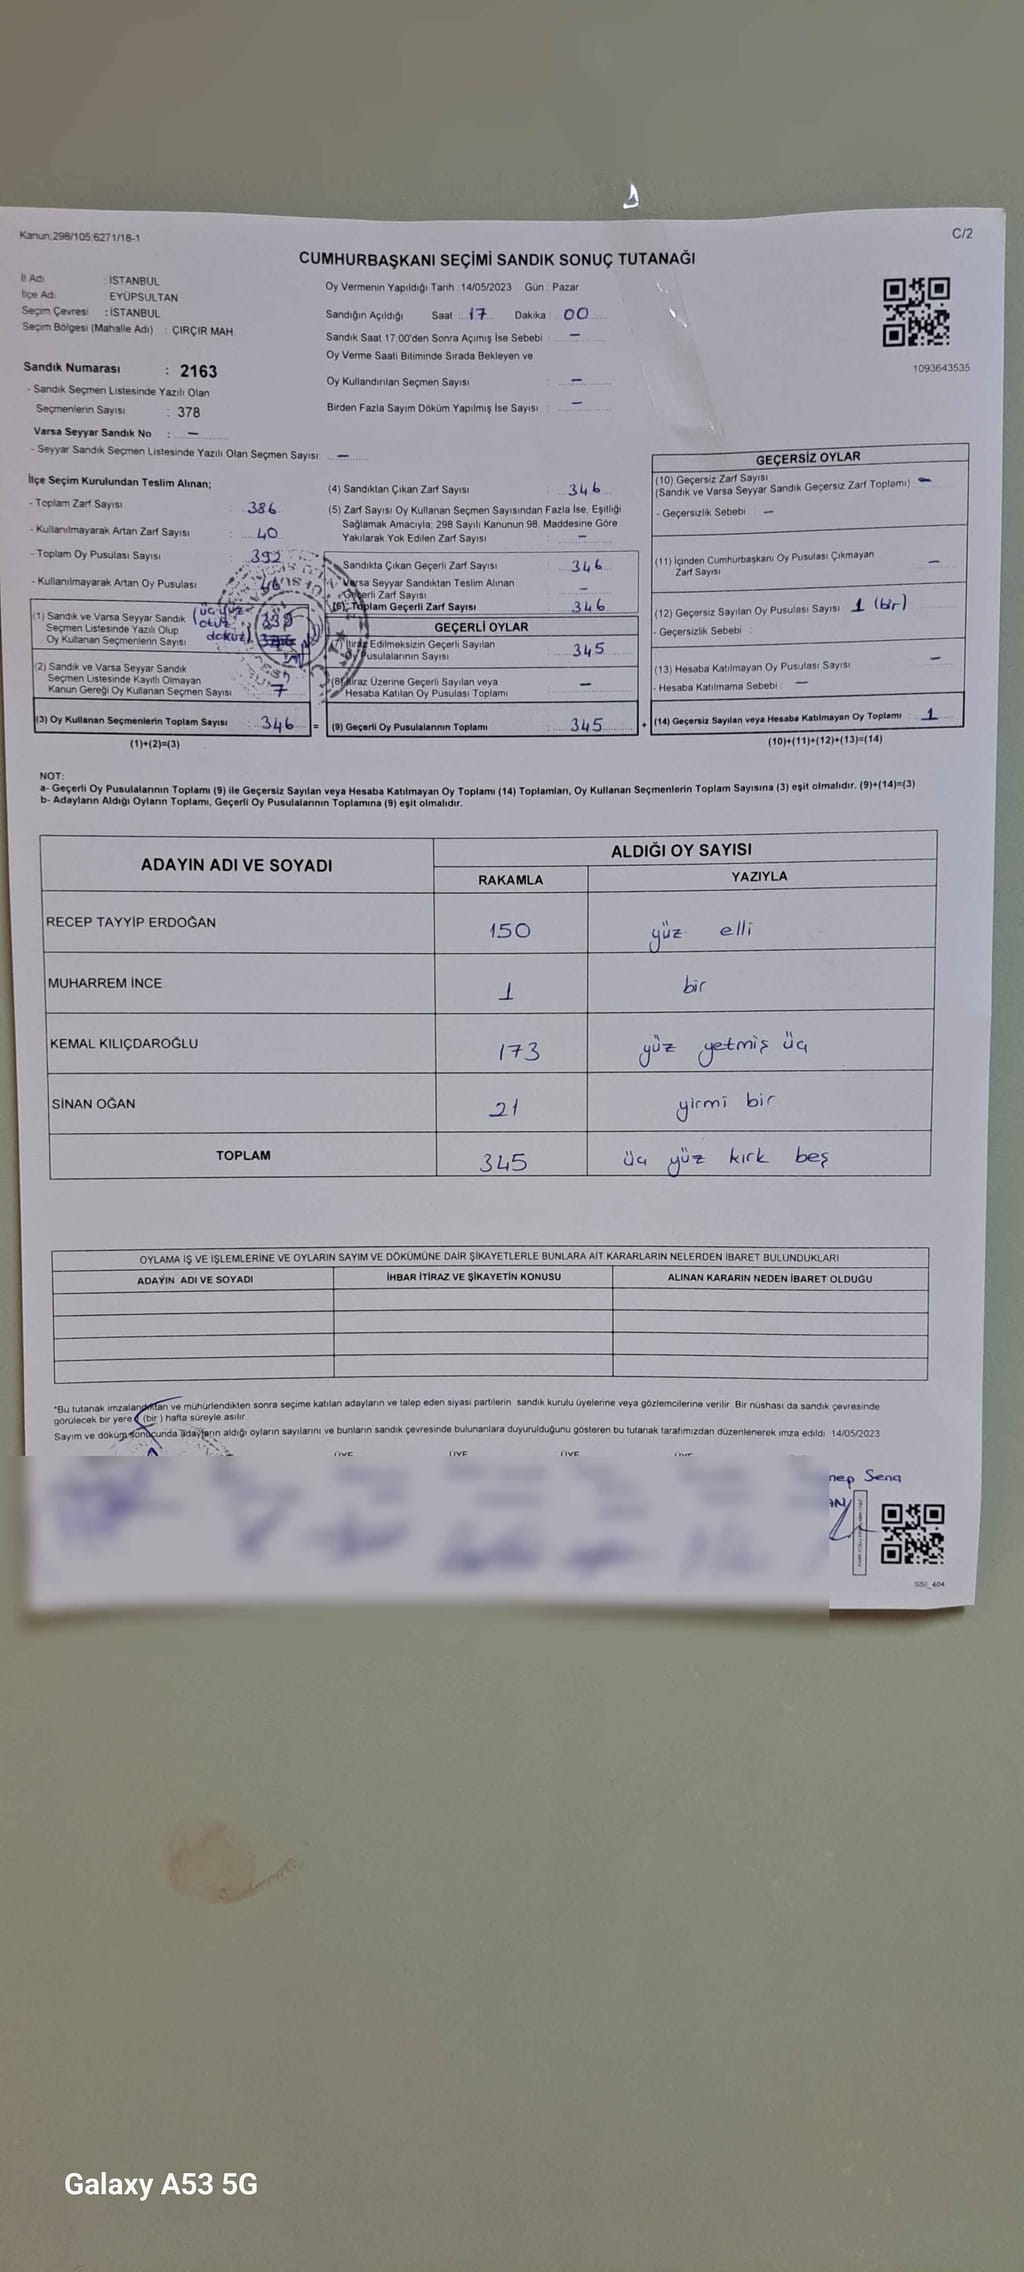 Kanun,298/105,6271/18-1
C/2
CUMHURBAŞKANI SEÇİMİ SANDIK SONUÇ TUTANAĞI
İl Adı : İSTANBUL
İlçe Adı : EYÜPSULTAN
Seçim Çevresi : İSTANBUL
Seçim Bölgesi (Mahalle Adı) : ÇIRÇIR MAH.
Sandık Numarası : 2163
- Sandık Seçmen Listesinde Yazılı Olan
Seçmenlerin Sayısı : 378
Varsa Seyyar Sandık No : –
- Seyyar Sandık Seçmen Listesinde Yazılı Olan Seçmen Sayısı: –
Oy Vermenin Yapıldığı Tarih : 14/05/2023 Gün : Pazar
Sandığın Açıldığı Saat : 17 Dakika : 00
Sandık Saat 17.00'den Sonra Açımış İse Sebebi : –
Oy Verme Saati Bitiminde Sırada Bekleyen ve
Oy Kullandırılan Seçmen Sayısı : –
Birden Fazla Sayım Döküm Yapılmış İse Sayısı : –
1093643535
İlçe Seçim Kurulundan Teslim Alınan;
- Toplam Zarf Sayısı : 386
- Kullanılmayarak Artan Zarf Sayısı : 40
- Toplam Oy Pusulası Sayısı : 392
- Kullanılmayarak Artan Oy Pusulası
(1) Sandık ve Varsa Seyyar Sandık
Seçmen Listesinde Yazılı Olup
Oy Kullanan Seçmenlerin Sayısı
(üçyüz
otuz
dokuz)
339
(2) Sandık ve Varsa Seyyar Sandık
Seçmen Listesinde Kayıtlı Olmayan
Kanun Gereği Oy Kullanan Seçmen Sayısı : 7
(3) Oy Kullanan Seçmenlerin Toplam Sayısı : 346 =
(1)+(2)=(3)
(4) Sandıktan Çıkan Zarf Sayısı : 346
(5) Zarf Sayısı Oy Kullanan Seçmen Sayısından Fazla İse, Eşitliği
Sağlamak Amacıyla; 298 Sayılı Kanunun 98. Maddesine Göre
Yakılarak Yok Edilen Zarf Sayısı : –
Sandıkta Çıkan Geçerli Zarf Sayısı : 346
Varsa Seyyar Sandıktan Teslim Alınan
Geçerli Zarf Sayısı : –
(6) Toplam Geçerli Zarf Sayısı : 346
GEÇERLİ OYLAR
(7) İtiraz Edilmeksizin Geçerli Sayılan
Oy Pusulalarının Sayısı : 345
(8) İtiraz Üzerine Geçerli Sayılan veya
Hesaba Katılan Oy Pusulası Toplamı : –
(9) Geçerli Oy Pusulalarının Toplamı : 345 +
GEÇERSİZ OYLAR
(10) Geçersiz Zarf Sayısı
(Sandık ve Varsa Seyyar Sandık Geçersiz Zarf Toplamı) –
- Geçersizlik Sebebi : –
(11) İçinden Cumhurbaşkanı Oy Pusulası Çıkmayan
Zarf Sayısı –
(12) Geçersiz Sayılan Oy Pusulası Sayısı 1 (bir)
- Geçersizlik Sebebi :
(13) Hesaba Katılmayan Oy Pusulası Sayısı –
- Hesaba Katılmama Sebebi : –
(14) Geçersiz Sayılan veya Hesaba Katılmayan Oy Toplamı : 1
(10)+(11)+(12)+(13)=(14)
NOT:
a- Geçerli Oy Pusulalarının Toplamı (9) ile Geçersiz Sayılan veya Hesaba Katılmayan Oy Toplamı (14) Toplamları, Oy Kullanan Seçmenlerin Toplam Sayısına (3) eşit olmalıdır. (9)+(14)=(3)
b- Adayların Aldığı Oyların Toplamı, Geçerli Oy Pusulalarının Toplamına (9) eşit olmalıdır.
ADAYIN ADI VE SOYADI
ALDIĞI OY SAYISI
RAKAMLA YAZIYLA
RECEP TAYYİP ERDOĞAN 150 yüz elli
MUHARREM İNCE 1 bir
KEMAL KILIÇDAROĞLU 173 yüz yetmiş üç
SİNAN OĞAN 21 yirmi bir
TOPLAM 345 üç yüz kırk beş
OYLAMA İŞ VE İŞLEMLERİNE VE OYLARIN SAYIM VE DÖKÜMÜNE DAİR ŞİKAYETLERLE BUNLARA AİT KARARLARIN NELERDEN İBARET BULUNDUKLARI
ADAYIN ADI VE SOYADI İHBAR İTİRAZ VE ŞİKAYETİN KONUSU ALINAN KARARIN NEDEN İBARET OLDUĞU
*Bu tutanak imzalandıktan ve mühürlendikten sonra seçime katılan adayların ve talep eden siyasi partilerin sandık kurulu üyelerine veya gözlemcilerine verilir. Bir nüshası da sandık çevresinde
görülecek bir yere (bir) hafta süreyle asılır.
Sayım ve döküm sonucunda adayların aldığı oyların sayılarını ve bunların sandık çevresinde bulunanlara duyurulduğunu gösteren bu tutanak tarafımızdan düzenlenerek imza edildi. 14/05/2023
ÜYE ÜYE ÜYE
nep Sena
SSI_404
Galaxy A53 5G